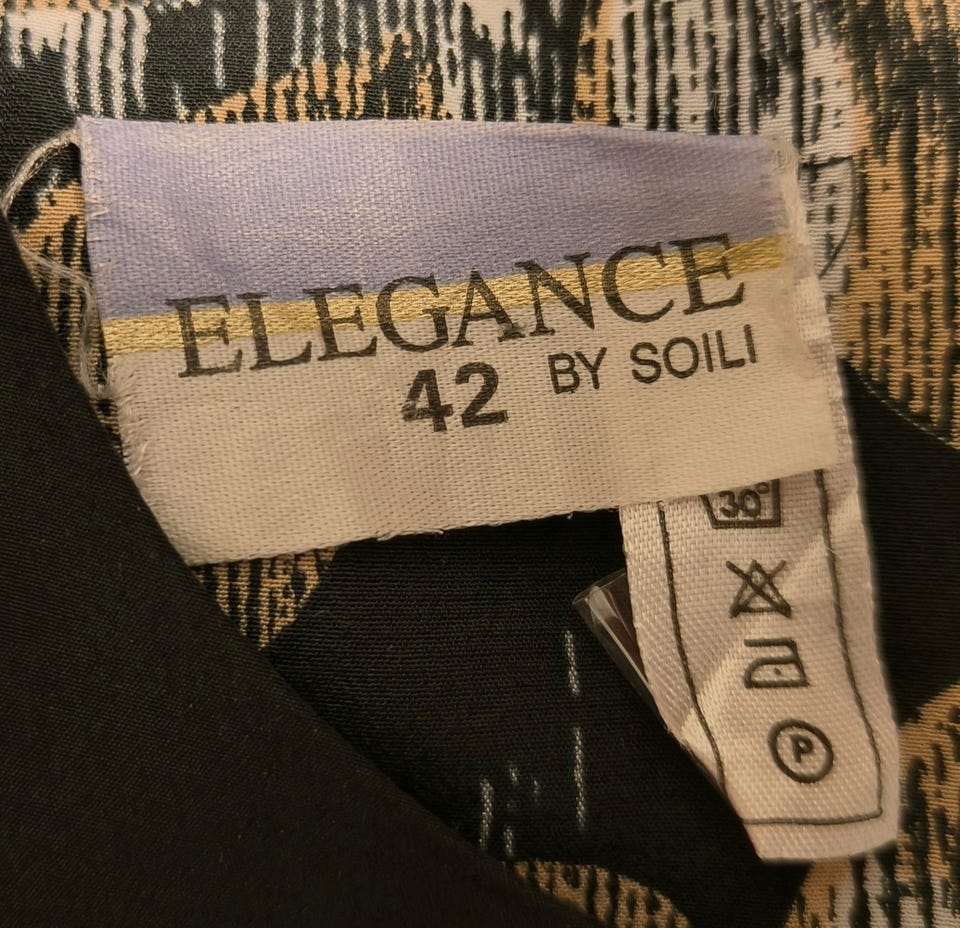 ELEGANCE
42 BY SOILI
30°
P